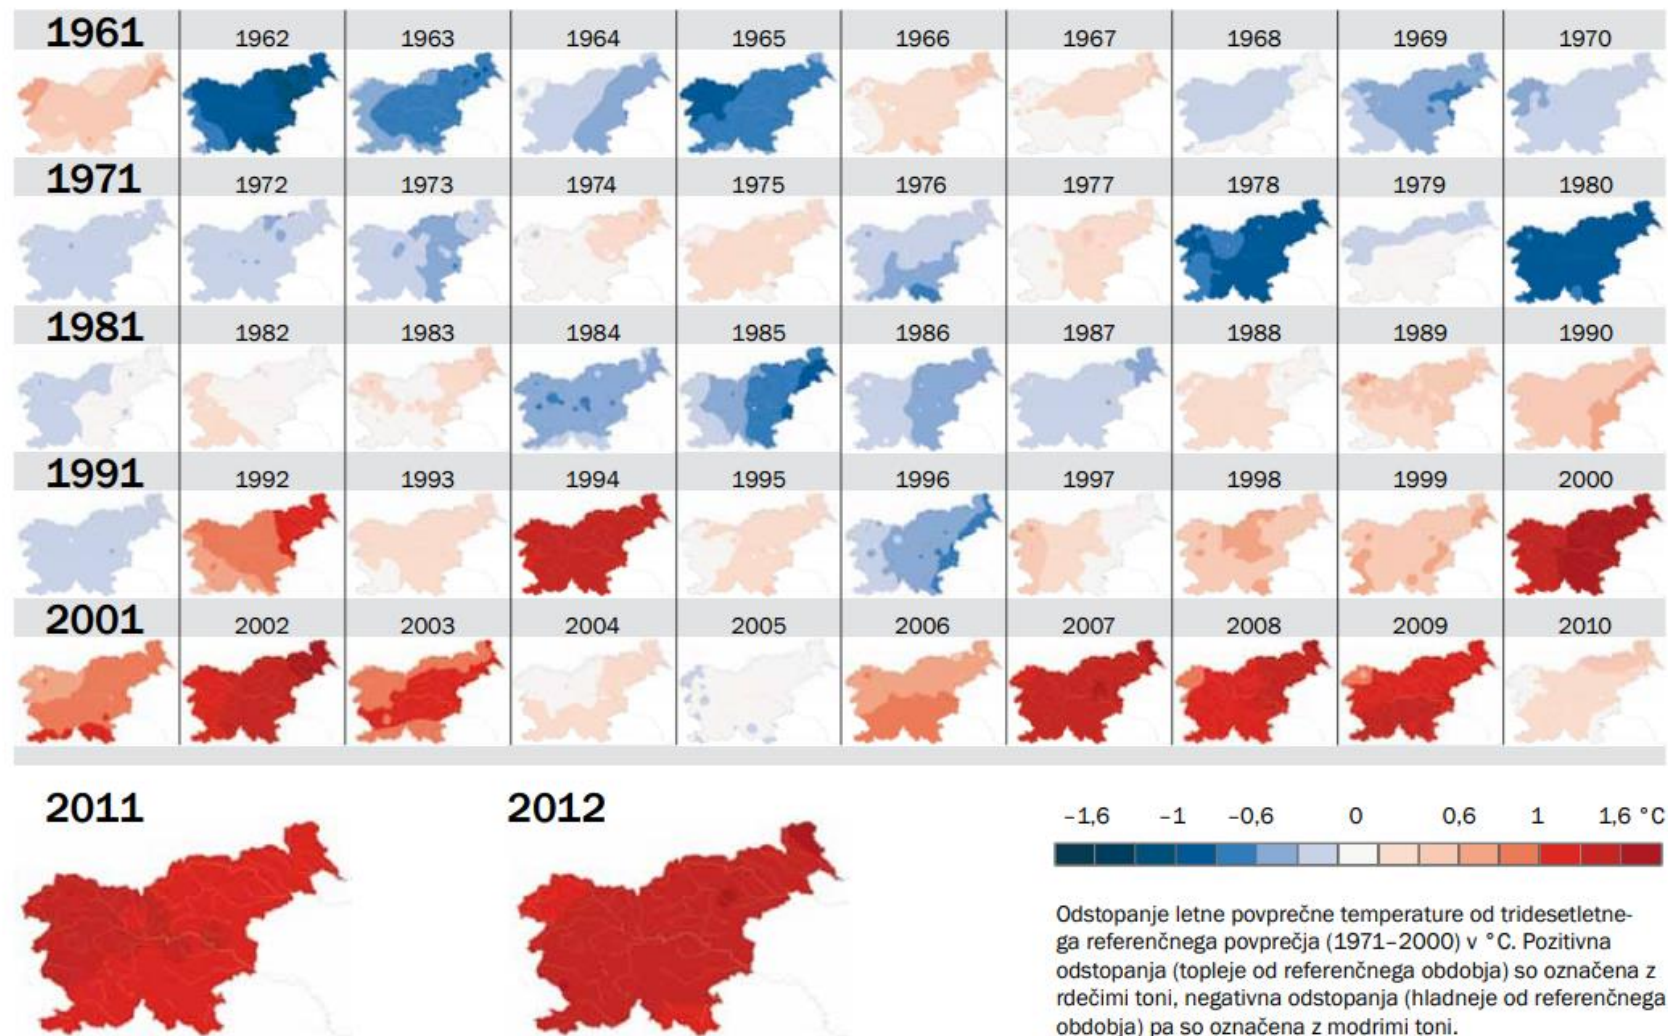 1961 1962 1963 1964 1965 1966 1967 1968 1969 1970
1971 1972 1973 1974 1975 1976 1977 1978 1979 1980
1981 1982 1983 1984 1985 1986 1987 1988 1989 1990
1991 1992 1993 1994 1995 1996 1997 1998 1999 2000
2001 2002 2003 2004 2005 2006 2007 2008 2009 2010
2011 2012
–1,6 –1 –0,6 0 0,6 1 1,6 °C
Odstopanje letne povprečne temperature od tridesetletne-
ga referenčnega povprečja (1971–2000) v °C. Pozitivna
odstopanja (topleje od referenčnega obdobja) so označena z
rdečimi toni, negativna odstopanja (hladneje od referenčnega
obdobja) pa so označena z modrimi toni.